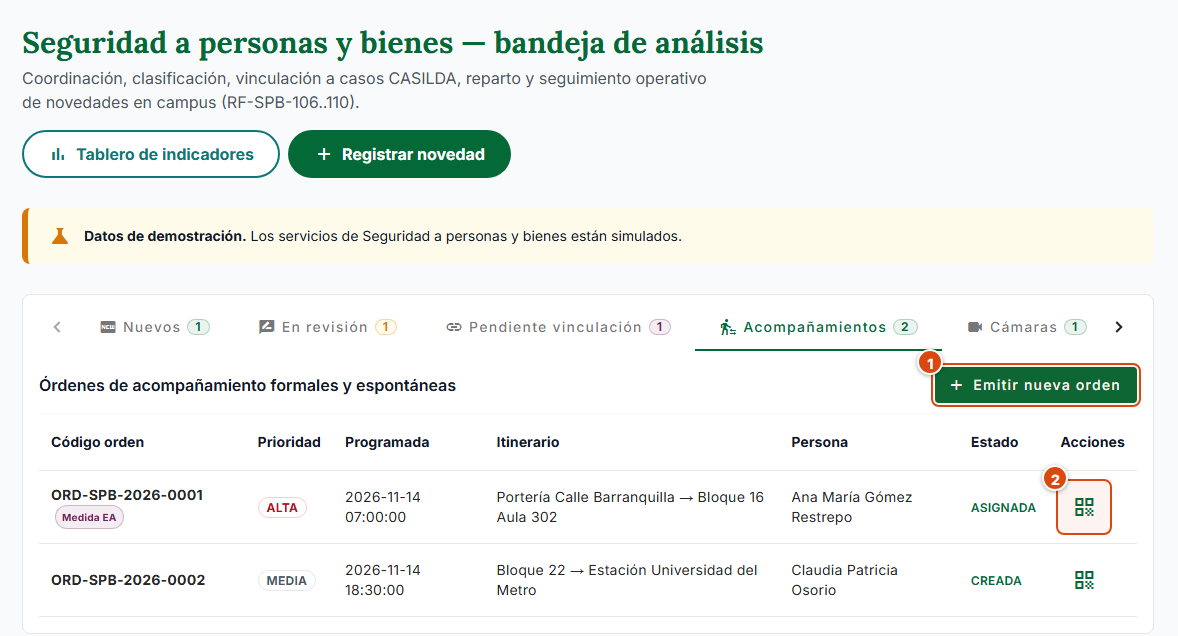 Seguridad a personas y bienes — bandeja de análisis
Coordinación, clasificación, vinculación a casos CASILDA, reparto y seguimiento operativo
de novedades en campus (RF-SPB-106..110).
Tablero de indicadores
+ Registrar novedad
Datos de demostración. Los servicios de Seguridad a personas y bienes están simulados.
NEW Nuevos 1
En revisión 1
Pendiente vinculación 1
Acompañamientos 2
Cámaras 1
1
Órdenes de acompañamiento formales y espontáneas
+ Emitir nueva orden
Código orden Prioridad Programada Itinerario Persona Estado Acciones
2
ORD-SPB-2026-0001
Medida EA
ALTA
2026-11-14
07:00:00
Portería Calle Barranquilla → Bloque 16
Aula 302
Ana María Gómez
Restrepo
ASIGNADA
ORD-SPB-2026-0002
MEDIA
2026-11-14
18:30:00
Bloque 22 → Estación Universidad del
Metro
Claudia Patricia
Osorio
CREADA